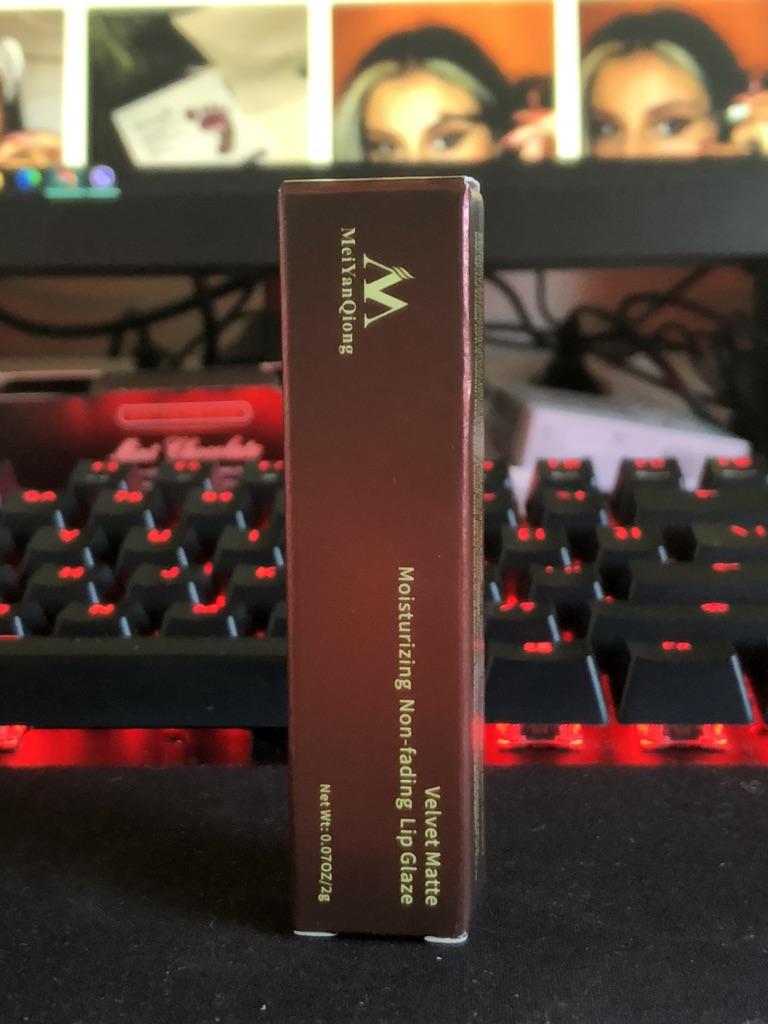 MeiYanQiong
Velvet Matte
Moisturizing Non-fading Lip Glaze
Net Wt: 0.07OZ/2g